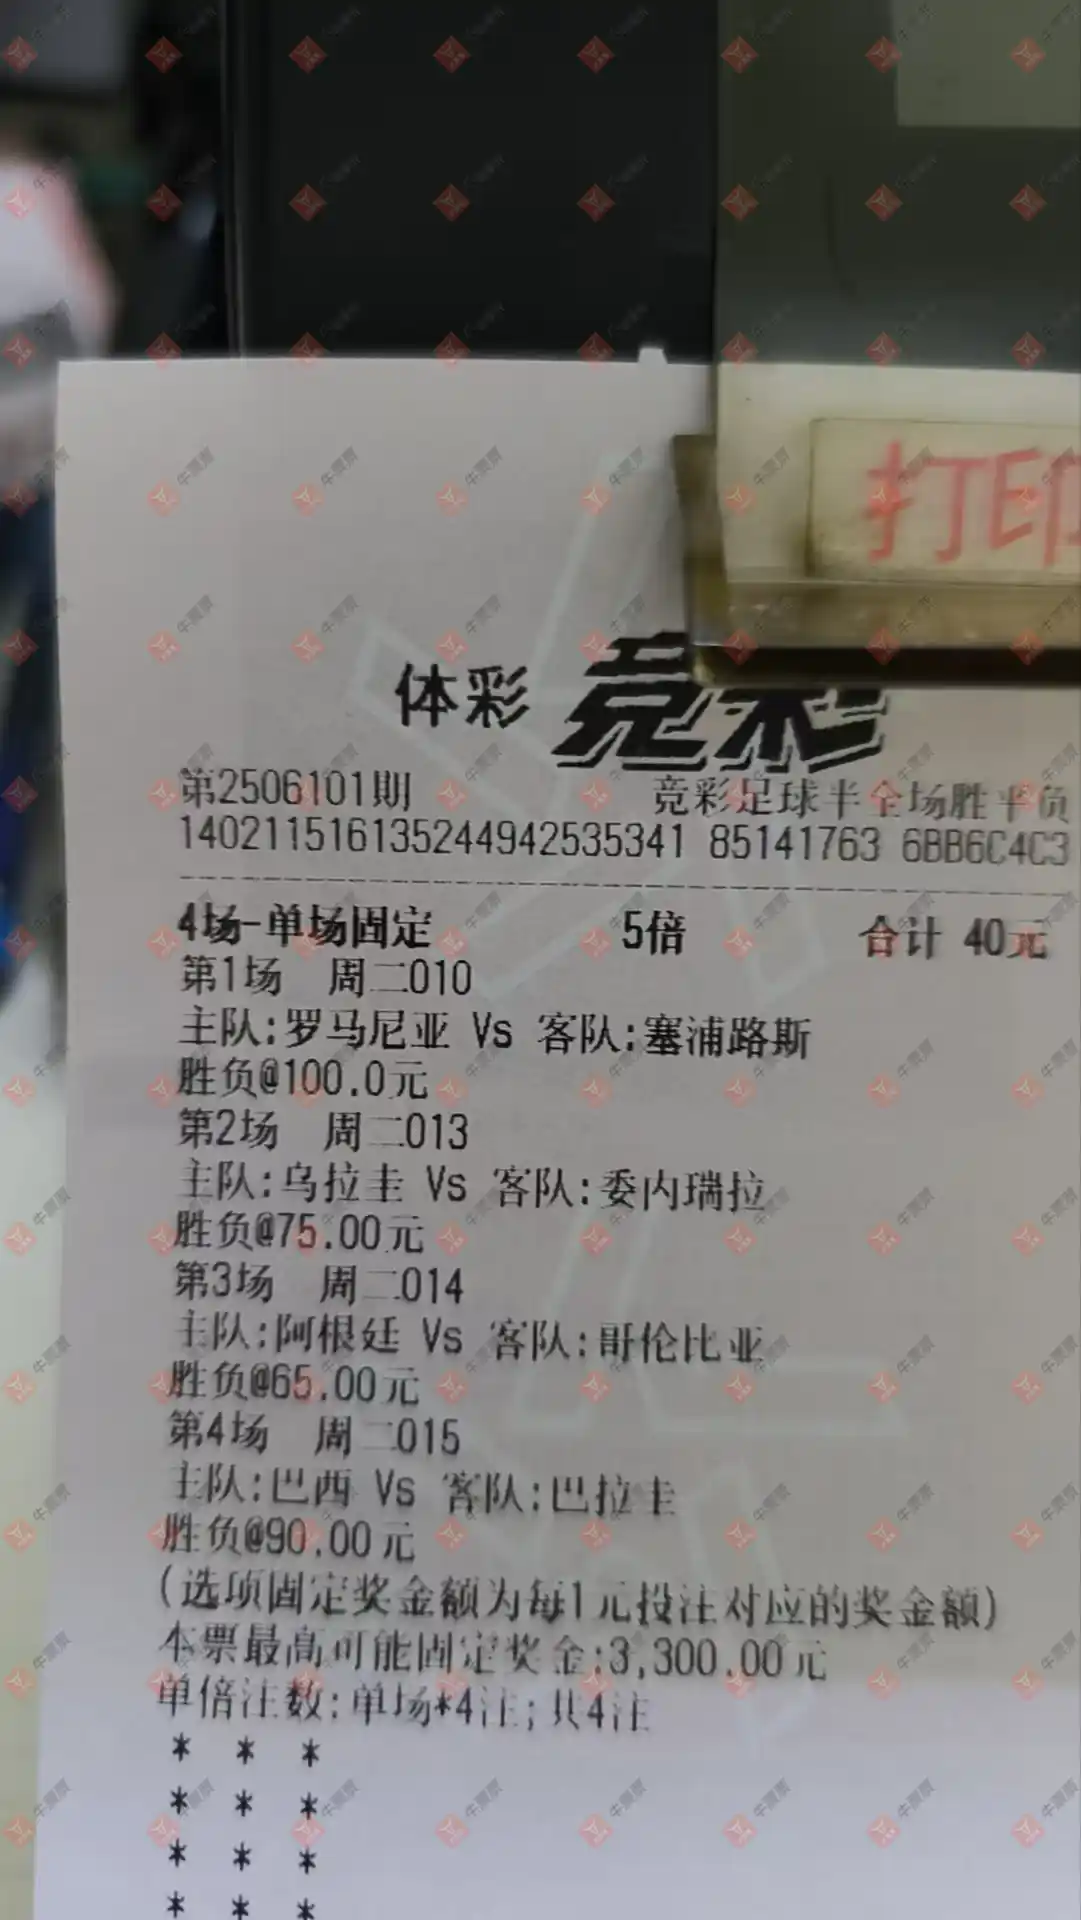 打印
体彩 竞彩
第2506101期 竞彩足球半全场胜平负
140211516135244942535341 85141763 6BB6C4C3
4场-单场固定 5倍 合计 40元
第1场 周二010
主队:罗马尼亚 Vs 客队:塞浦路斯
胜负@100.0元
第2场 周二013
主队:乌拉圭 Vs 客队:委内瑞拉
胜负@75.00元
第3场 周二014
主队:阿根廷 Vs 客队:哥伦比亚
胜负@65.00元
第4场 周二015
主队:巴西 Vs 客队:巴拉圭
胜负@90.00元
(选项固定奖金额为每1元投注对应的奖金额)
本票最高可能固定奖金:3,300.00元
单倍注数:单场*4注;共4注
* * *
* * *
* * *
* * *